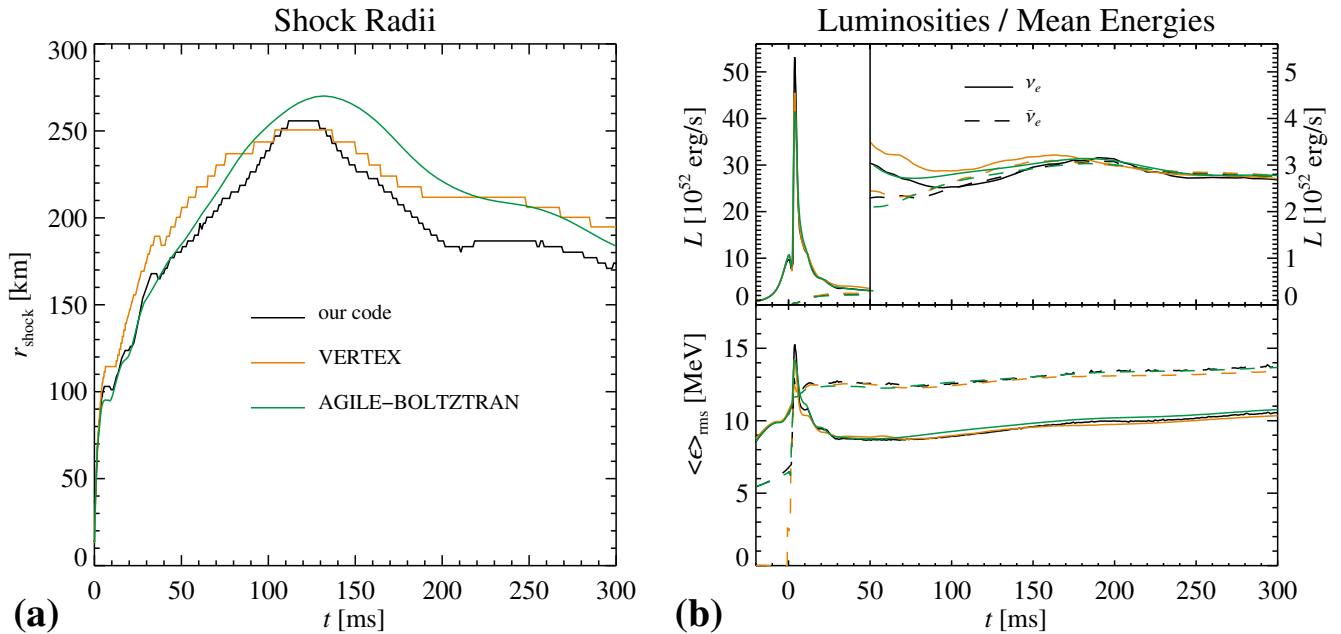 Shock Radii
Luminosities / Mean Energies
300
250
200
150
100
50
0
r_shock [km]
our code
VERTEX
AGILE−BOLTZTRAN
0 50 100 150 200 250 300
t [ms]
(a)
50
40
30
20
10
0
L [10^52 erg/s]
ν_e
ν̄_e
5
4
3
2
1
0
L [10^52 erg/s]
15
10
5
0
<ϵ>_rms [MeV]
0 50 100 150 200 250 300
t [ms]
(b)